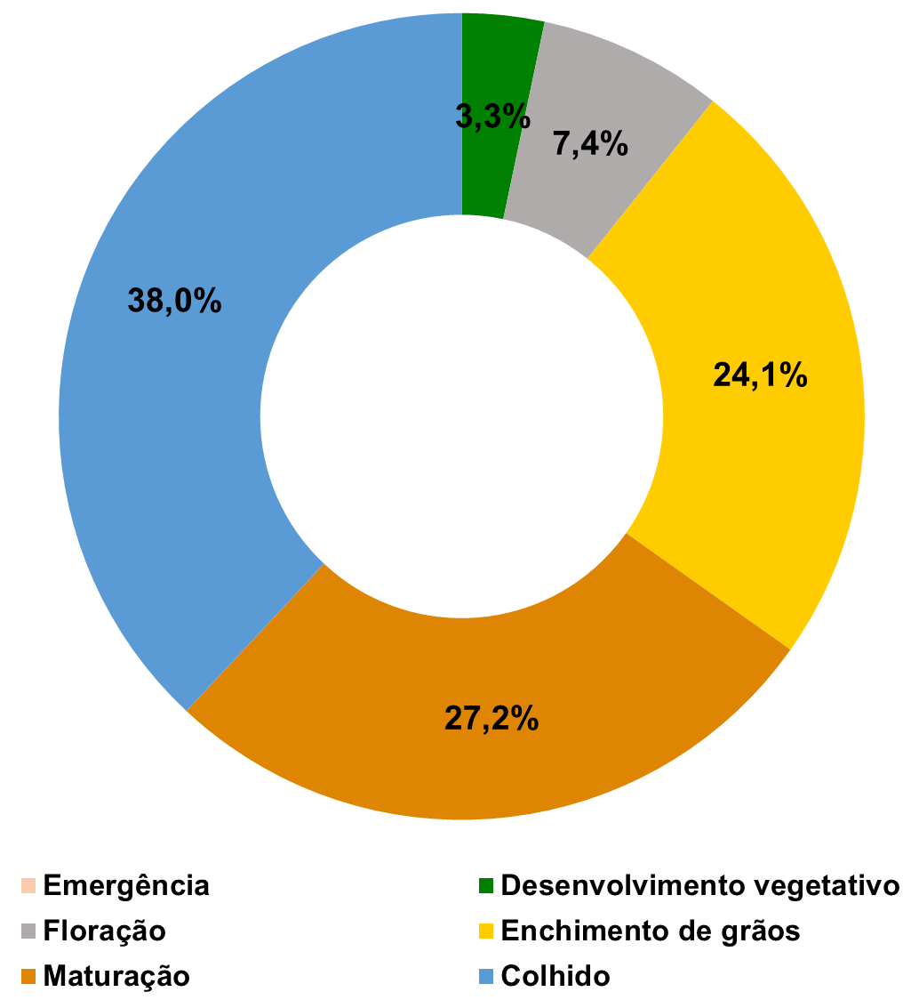 3,3%
7,4%
38,0%
24,1%
27,2%
Emergência
Desenvolvimento vegetativo
Floração
Enchimento de grãos
Maturação
Colhido